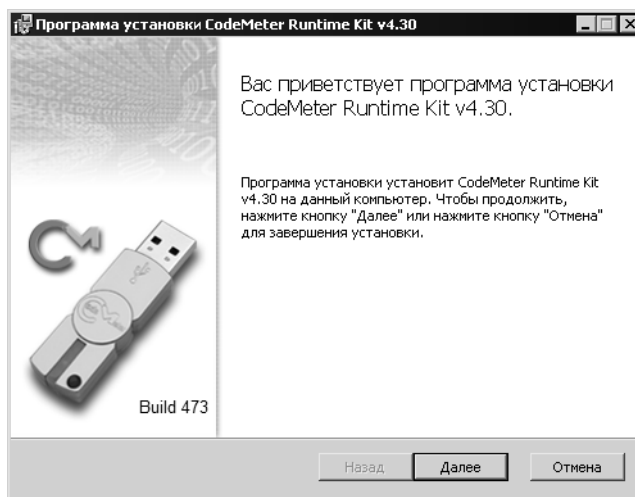 Программа установки CodeMeter Runtime Kit v4.30
Вас приветствует программа установки
CodeMeter Runtime Kit v4.30.
Программа установки установит CodeMeter Runtime Kit
v4.30 на данный компьютер. Чтобы продолжить,
нажмите кнопку "Далее" или нажмите кнопку "Отмена"
для завершения установки.
Build 473
Назад
Далее
Отмена